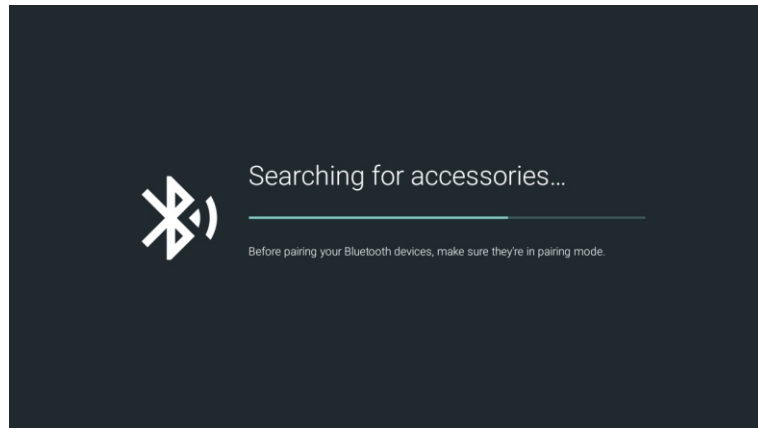 Searching for accessories...
Before pairing your Bluetooth devices, make sure they're in pairing mode.